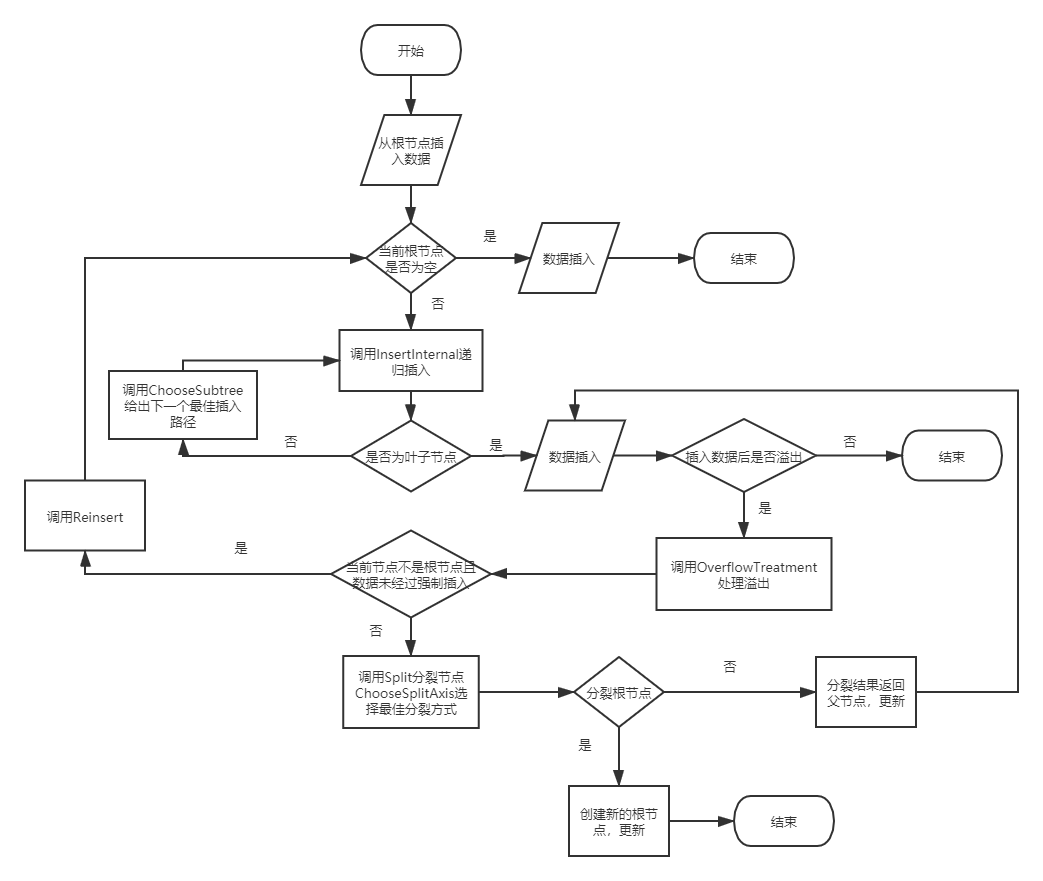 开始
从根节点插
入数据
当前根节点
是否为空
是
数据插入
结束
否
调用InsertInternal递
归插入
调用ChooseSubtree
给出下一个最佳插入
路径
否
是否为叶子节点
是
数据插入
插入数据后是否溢出
否
结束
是
调用Reinsert
是
当前节点不是根节点且
数据未经过强制插入
调用OverflowTreatment
处理溢出
否
调用Split分裂节点
ChooseSplitAxis选
择最佳分裂方式
分裂根节点
否
分裂结果返回
父节点，更新
是
创建新的根节
点，更新
结束